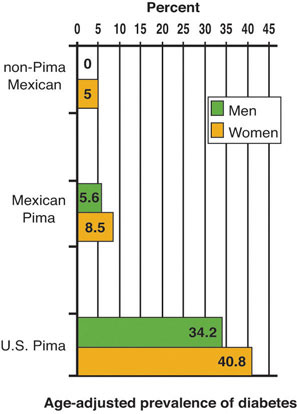 Percent
0 5 10 15 20 25 30 35 40 45
non-Pima
Mexican
0
5
Men
Women
Mexican
Pima
5.6
8.5
U.S. Pima
34.2
40.8
Age-adjusted prevalence of diabetes